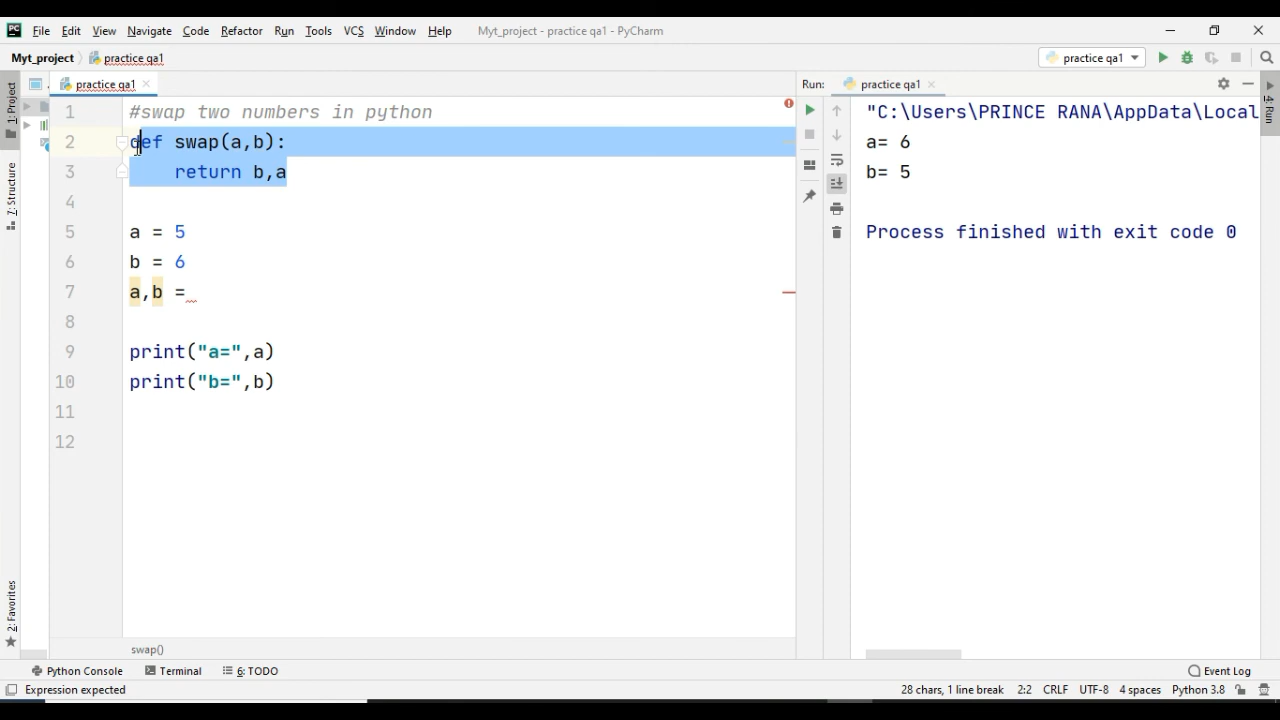 File Edit View Navigate Code Refactor Run Tools VCS Window Help Myt_project - practice qa1 - PyCharm
Myt_project practice qa1 practice qa1
practice qa1 Run: practice qa1
1 #swap two numbers in python
2 def swap(a,b):
3 return b,a
4
5 a = 5
6 b = 6
7 a,b =
8
9 print("a=",a)
10 print("b=",b)
11
12
"C:\Users\PRINCE RANA\AppData\Local
a= 6
b= 5
Process finished with exit code 0
1: Project
7: Structure
2: Favorites
4: Run
swap()
Python Console Terminal 6: TODO Event Log
Expression expected 28 chars, 1 line break 2:2 CRLF UTF-8 4 spaces Python 3.8